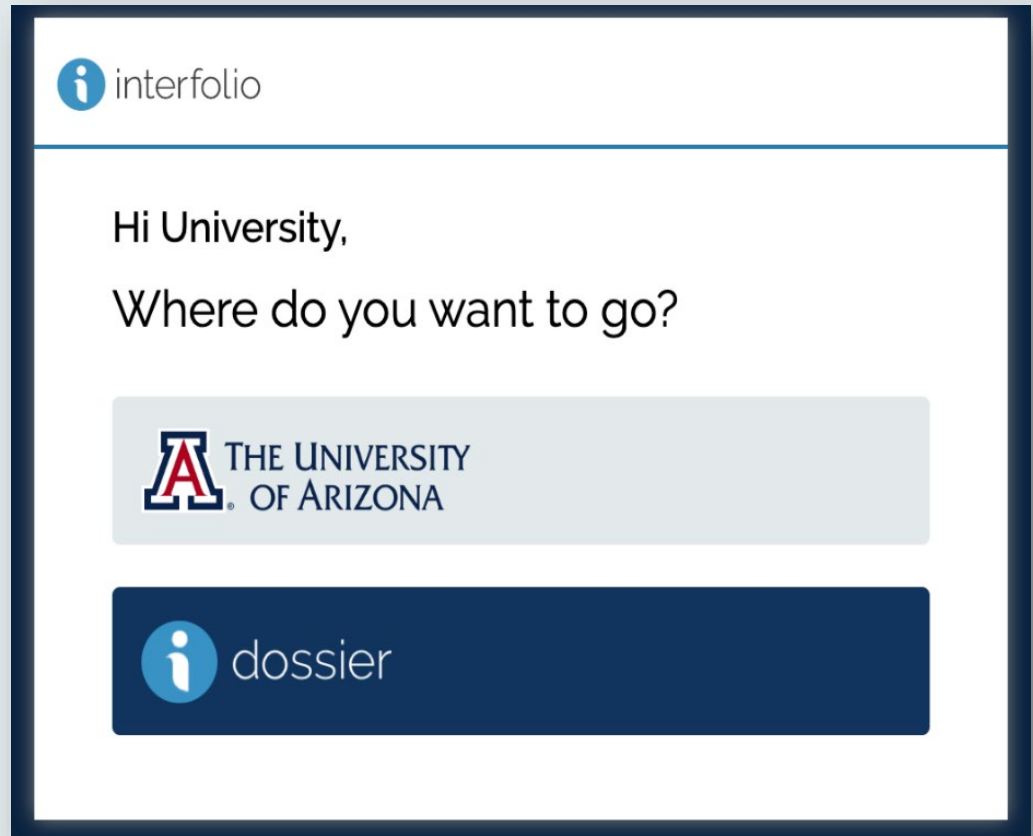 interfolio
Hi University,
Where do you want to go?
A THE UNIVERSITY
OF ARIZONA
dossier